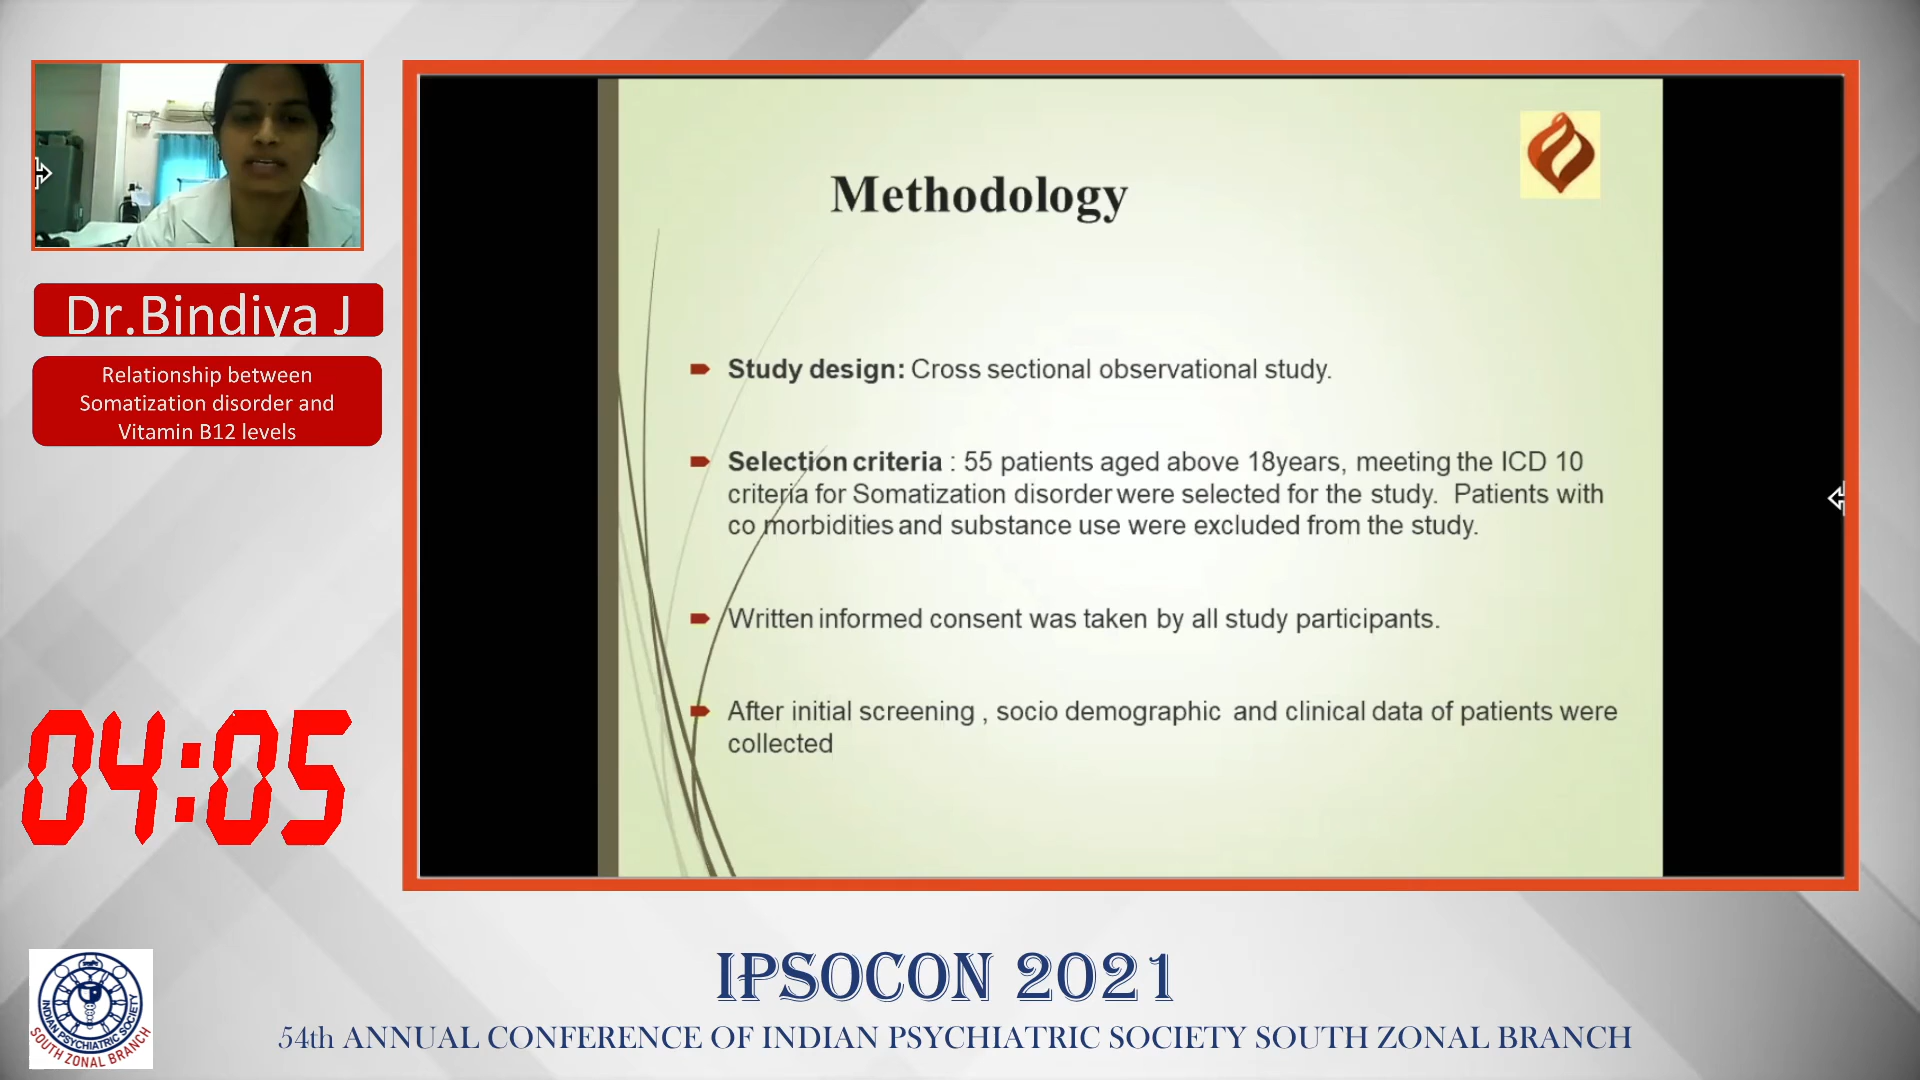 Dr.Bindiya J
Relationship between
Somatization disorder and
Vitamin B12 levels
04:05
Methodology
Study design: Cross sectional observational study.
Selection criteria : 55 patients aged above 18years, meeting the ICD 10
criteria for Somatization disorder were selected for the study. Patients with
co morbidities and substance use were excluded from the study.
Written informed consent was taken by all study participants.
After initial screening , socio demographic and clinical data of patients were
collected
INDIAN PSYCHIATRIC SOCIETY
SOUTH ZONAL BRANCH
IPSOCON 2021
54th ANNUAL CONFERENCE OF INDIAN PSYCHIATRIC SOCIETY SOUTH ZONAL BRANCH